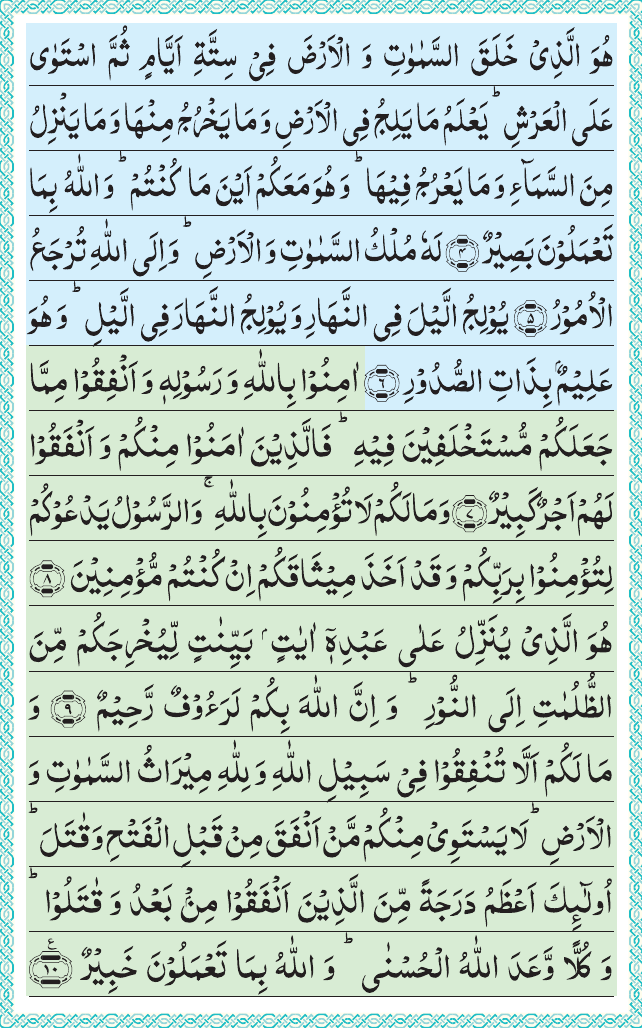 هُوَ الَّذِیْ خَلَقَ السَّمٰوٰتِ وَ الْاَرْضَ فِیْ سِتَّةِ اَیَّامٍ ثُمَّ اسْتَوٰی
عَلَی الْعَرْشِ ؕ یَعْلَمُ مَا یَلِجُ فِی الْاَرْضِ وَ مَا یَخْرُجُ مِنْهَا وَ مَا یَنْزِلُ
مِنَ السَّمَآءِ وَ مَا یَعْرُجُ فِیْهَا ؕ وَ هُوَ مَعَكُمْ اَیْنَ مَا كُنْتُمْ ؕ وَ اللّٰهُ بِمَا
تَعْمَلُوْنَ بَصِیْرٌ ﴿۴﴾ لَهٗ مُلْكُ السَّمٰوٰتِ وَ الْاَرْضِ ؕ وَ اِلَی اللّٰهِ تُرْجَعُ
الْاُمُوْرُ ﴿۵﴾ یُوْلِجُ الَّیْلَ فِی النَّهَارِ وَ یُوْلِجُ النَّهَارَ فِی الَّیْلِ ؕ وَ هُوَ
عَلِیْمٌۢ بِذَاتِ الصُّدُوْرِ ﴿۶﴾ اٰمِنُوْا بِاللّٰهِ وَ رَسُوْلِهٖ وَ اَنْفِقُوْا مِمَّا
جَعَلَكُمْ مُّسْتَخْلَفِیْنَ فِیْهِ ؕ فَالَّذِیْنَ اٰمَنُوْا مِنْكُمْ وَ اَنْفَقُوْا
لَهُمْ اَجْرٌ كَبِیْرٌ ﴿۷﴾ وَ مَا لَكُمْ لَا تُؤْمِنُوْنَ بِاللّٰهِ ۚ وَ الرَّسُوْلُ یَدْعُوْكُمْ
لِتُؤْمِنُوْا بِرَبِّكُمْ وَ قَدْ اَخَذَ مِیْثَاقَكُمْ اِنْ كُنْتُمْ مُّؤْمِنِیْنَ ﴿۸﴾
هُوَ الَّذِیْ یُنَزِّلُ عَلٰی عَبْدِهٖۤ اٰیٰتٍۭ بَیِّنٰتٍ لِّیُخْرِجَكُمْ مِّنَ
الظُّلُمٰتِ اِلَی النُّوْرِ ؕ وَ اِنَّ اللّٰهَ بِكُمْ لَرَءُوْفٌ رَّحِیْمٌ ﴿۹﴾ وَ
مَا لَكُمْ اَلَّا تُنْفِقُوْا فِیْ سَبِیْلِ اللّٰهِ وَ لِلّٰهِ مِیْرَاثُ السَّمٰوٰتِ وَ
الْاَرْضِ ؕ لَا یَسْتَوِیْ مِنْكُمْ مَّنْ اَنْفَقَ مِنْ قَبْلِ الْفَتْحِ وَ قٰتَلَ ؕ
اُولٰٓىِٕكَ اَعْظَمُ دَرَجَةً مِّنَ الَّذِیْنَ اَنْفَقُوْا مِنْۢ بَعْدُ وَ قٰتَلُوْا ؕ
وَ كُلًّا وَّعَدَ اللّٰهُ الْحُسْنٰی ؕ وَ اللّٰهُ بِمَا تَعْمَلُوْنَ خَبِیْرٌ ﴿۱۰﴾ ع